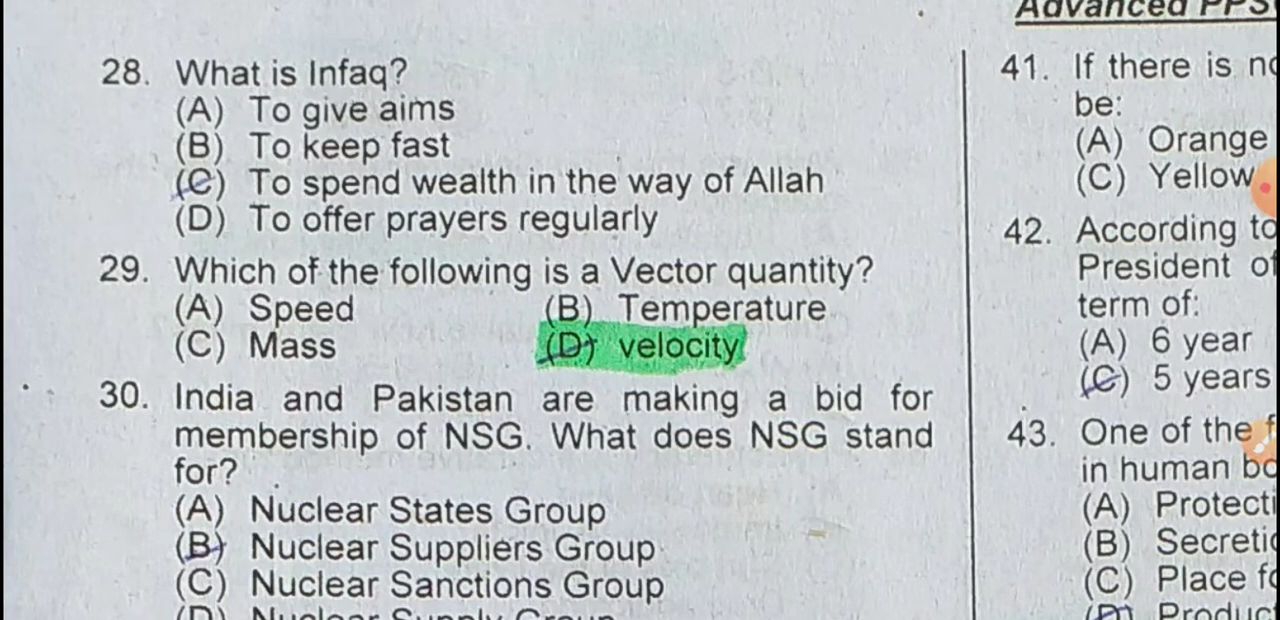 Advanced
28. What is Infaq?
(A) To give aims
(B) To keep fast
(C) To spend wealth in the way of Allah
(D) To offer prayers regularly
29. Which of the following is a Vector quantity?
(A) Speed (B) Temperature
(C) Mass (D) velocity
30. India and Pakistan are making a bid for
membership of NSG. What does NSG stand
for?
(A) Nuclear States Group
(B) Nuclear Suppliers Group
(C) Nuclear Sanctions Group
(D) Nuclear Supply Group
41. If there is
be:
(A) Orange
(C) Yellow
42. According
President
term of:
(A) 6 year
(C) 5 years
43. One of the
in human
(A)
(B)
(C) Place
(D)